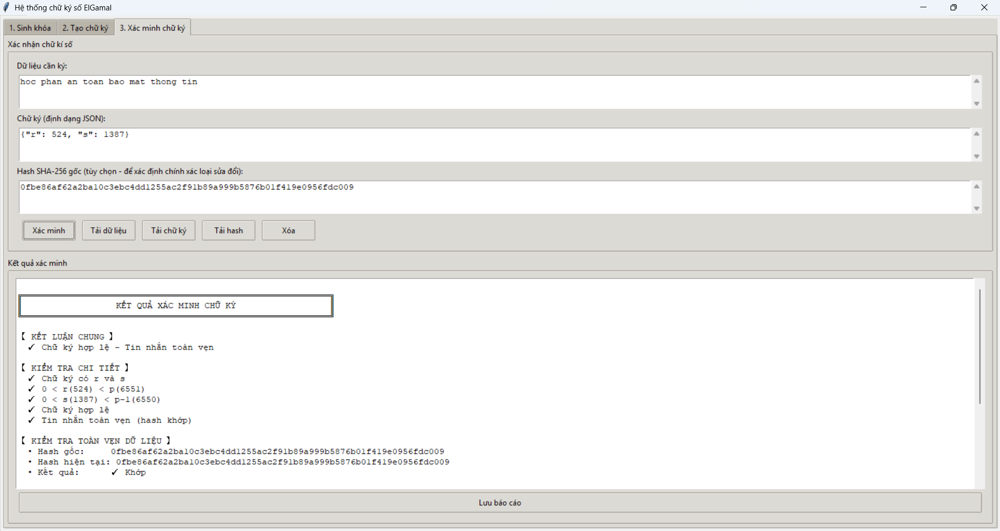 Hệ thống chữ ký số ElGamal
1. Sinh khóa 2. Tạo chữ ký 3. Xác minh chữ ký
Xác nhận chữ kí số
Dữ liệu cần ký:
hoc phan an toan bao mat thong tin
Chữ ký (định dạng JSON):
{"r": 524, "s": 1387}
Hash SHA-256 gốc (tùy chọn - để xác định chính xác loại sửa đổi):
0fbe86af62a2ba10c3ebc4dd1255ac2f91b89a999b5876b01f419e0956fdc009
Xác minh Tải dữ liệu Tải chữ ký Tải hash Xóa
Kết quả xác minh
KẾT QUẢ XÁC MINH CHỮ KÝ
【 KẾT LUẬN CHUNG 】
✓ Chữ ký hợp lệ - Tin nhắn toàn vẹn
【 KIỂM TRA CHI TIẾT 】
✓ Chữ ký có r và s
✓ 0 < r(524) < p(6551)
✓ 0 < s(1387) < p-1(6550)
✓ Chữ ký hợp lệ
✓ Tin nhắn toàn vẹn (hash khớp)
【 KIỂM TRA TOÀN VẸN DỮ LIỆU 】
• Hash gốc: 0fbe86af62a2ba10c3ebc4dd1255ac2f91b89a999b5876b01f419e0956fdc009
• Hash hiện tại: 0fbe86af62a2ba10c3ebc4dd1255ac2f91b89a999b5876b01f419e0956fdc009
• Kết quả: ✓ Khớp
Lưu báo cáo